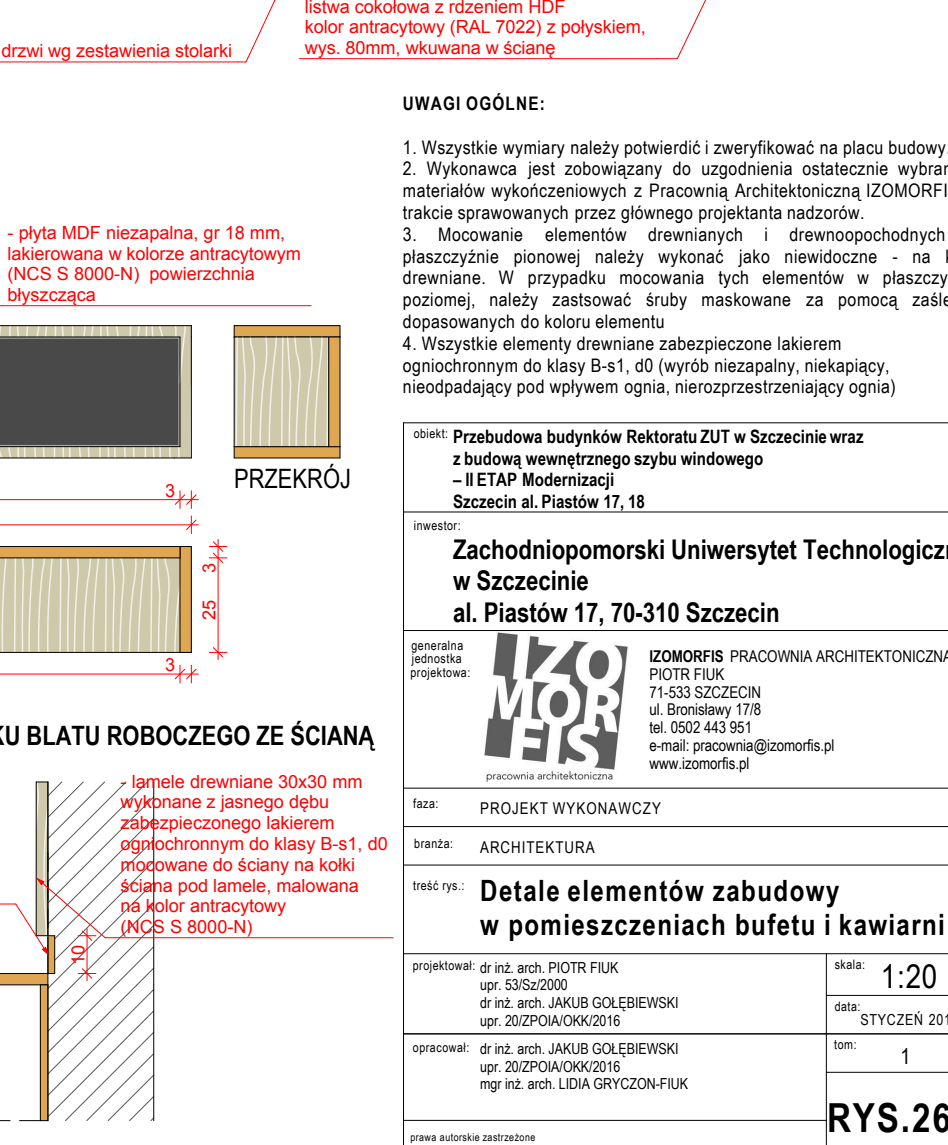 listwa cokołowa z rdzeniem HDF
kolor antracytowy (RAL 7022) z połyskiem,
wys. 80mm, wkuwana w ścianę
drzwi wg zestawienia stolarki
UWAGI OGÓLNE:
1. Wszystkie wymiary należy potwierdić i zweryfikować na placu budowy.
2. Wykonawca jest zobowiązany do uzgodnienia ostatecznie wybran
materiałów wykończeniowych z Pracownią Architektoniczną IZOMORFI
trakcie sprawowanych przez głównego projektanta nadzorów.
3. Mocowanie elementów drewnianych i drewnoopochodnych
płaszczyźnie pionowej należy wykonać jako niewidoczne - na k
drewniane. W przypadku mocowania tych elementów w płaszczy
poziomej, należy zastsować śruby maskowane za pomocą zaśle
dopasowanych do koloru elementu
4. Wszystkie elementy drewniane zabezpieczone lakierem
ogniochronnym do klasy B-s1, d0 (wyrób niezapalny, niekapiący,
nieodpadający pod wpływem ognia, nierozprzestrzeniający ognia)
- płyta MDF niezapalna, gr 18 mm,
lakierowana w kolorze antracytowym
(NCS S 8000-N) powierzchnia
błyszcząca
PRZEKRÓJ
3
3
25
3
KU BLATU ROBOCZEGO ZE ŚCIANĄ
- lamele drewniane 30x30 mm
wykonane z jasnego dębu
zabezpieczonego lakierem
ogniochronnym do klasy B-s1, d0
mocowane do ściany na kołki
ściana pod lamele, malowana
na kolor antracytowy
(NCS S 8000-N)
10
obiekt: Przebudowa budynków Rektoratu ZUT w Szczecinie wraz
z budową wewnętrznego szybu windowego
– II ETAP Modernizacji
Szczecin al. Piastów 17, 18
inwestor:
Zachodniopomorski Uniwersytet Technologiczn
w Szczecinie
al. Piastów 17, 70-310 Szczecin
generalna
jednostka
projektowa:
IZO
MOR
FIS
pracownia architektoniczna
IZOMORFIS PRACOWNIA ARCHITEKTONICZNA
PIOTR FIUK
71-533 SZCZECIN
ul. Bronisławy 17/8
tel. 0502 443 951
e-mail: pracownia@izomorfis.pl
www.izomorfis.pl
faza: PROJEKT WYKONAWCZY
branża: ARCHITEKTURA
treść rys.: Detale elementów zabudowy
w pomieszczeniach bufetu i kawiarni
projektował: dr inż. arch. PIOTR FIUK
upr. 53/Sz/2000
dr inż. arch. JAKUB GOŁĘBIEWSKI
upr. 20/ZPOIA/OKK/2016
skala: 1:20
data:
STYCZEŃ 201
opracował: dr inż. arch. JAKUB GOŁĘBIEWSKI
upr. 20/ZPOIA/OKK/2016
mgr inż. arch. LIDIA GRYCZON-FIUK
tom: 1
RYS.26
prawa autorskie zastrzeżone